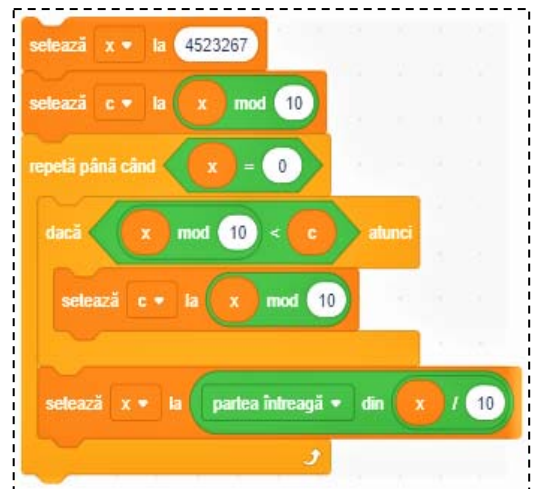 setează x la 4523267
setează c la x mod 10
repetă până când x = 0
dacă x mod 10 < c atunci
setează c la x mod 10
setează x la partea întreagă din x / 10